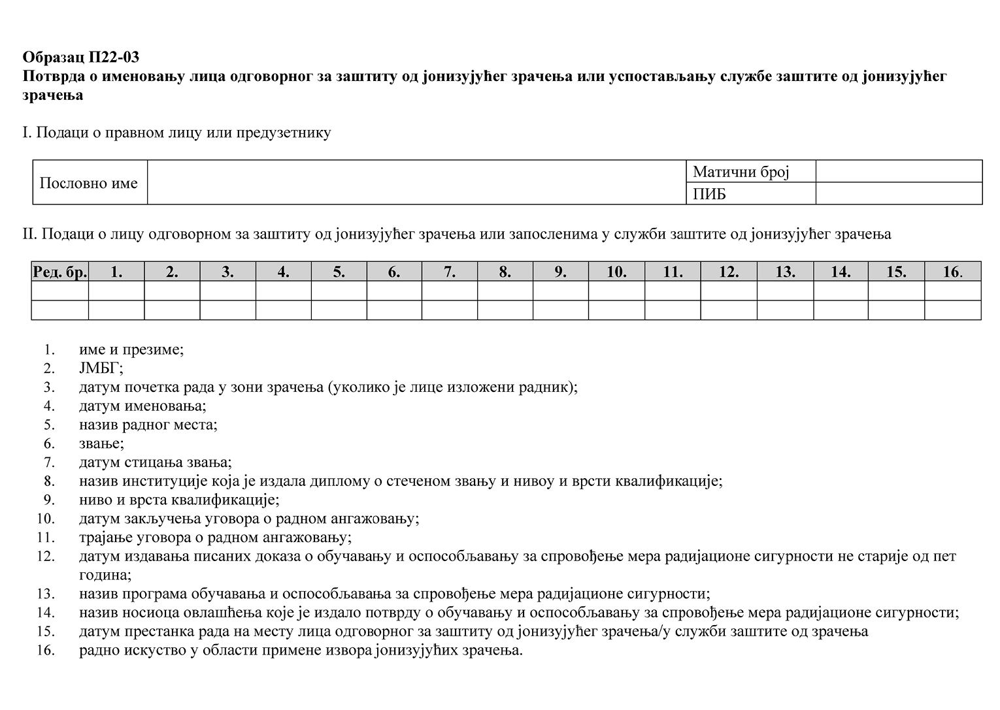 Образац П22-03
Потврда о именовању лица одговорног за заштиту од јонизујућег зрачења или успостављању службе заштите од јонизујућег
зрачења
I. Подаци о правном лицу или предузетнику
Пословно име
Матични број
ПИБ
II. Подаци о лицу одговорном за заштиту од јонизујућег зрачења или запосленима у служби заштите од јонизујућег зрачења
Ред. бр. 1. 2. 3. 4. 5. 6. 7. 8. 9. 10. 11. 12. 13. 14. 15. 16.
1. име и презиме;
2. ЈМБГ;
3. датум почетка рада у зони зрачења (уколико је лице изложени радник);
4. датум именовања;
5. назив радног места;
6. звање;
7. датум стицања звања;
8. назив институције која је издала диплому о стеченом звању и нивоу и врсти квалификације;
9. ниво и врста квалификације;
10. датум закључења уговора о радном ангажовању;
11. трајање уговора о радном ангажовању;
12. датум издавања писаних доказа о обучавању и оспособљавању за спровођење мера радијационе сигурности не старије од пет
година;
13. назив програма обучавања и оспособљавања за спровођење мера радијационе сигурности;
14. назив носиоца овлашћења које је издало потврду о обучавању и оспособљавању за спровођење мера радијационе сигурности;
15. датум престанка рада на месту лица одговорног за заштиту од јонизујућег зрачења/у служби заштите од зрачења
16. радно искуство у области примене извора јонизујућих зрачења.